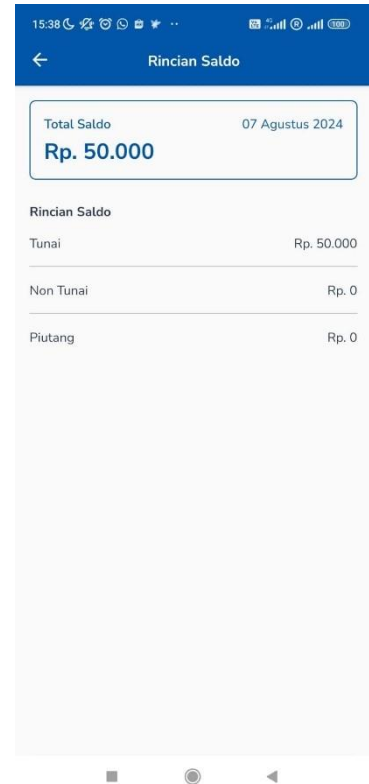 15:38
Rincian Saldo
Total Saldo 07 Agustus 2024
Rp. 50.000
Rincian Saldo
Tunai Rp. 50.000
Non Tunai Rp. 0
Piutang Rp. 0